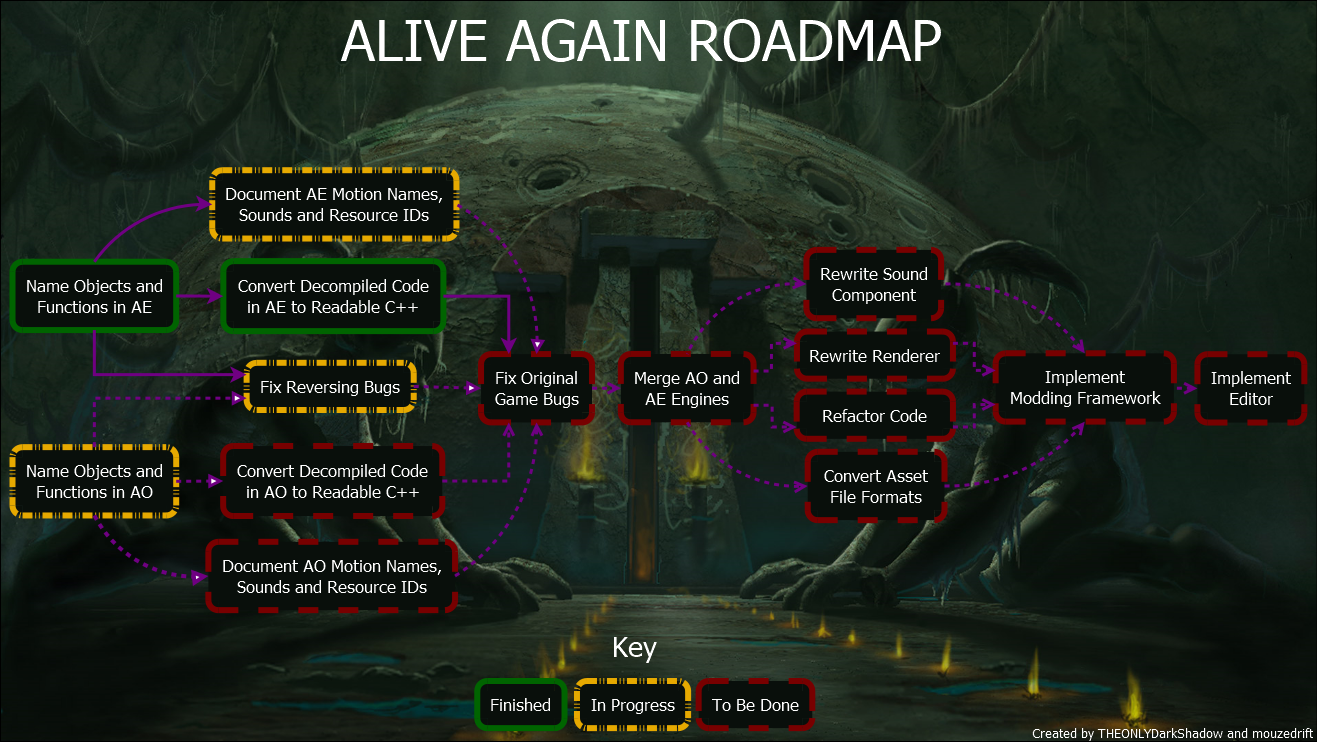 ALIVE AGAIN ROADMAP
Document AE Motion Names,
Sounds and Resource IDs
Name Objects and
Functions in AE
Convert Decompiled Code
in AE to Readable C++
Fix Reversing Bugs
Name Objects and
Functions in AO
Convert Decompiled Code
in AO to Readable C++
Document AO Motion Names,
Sounds and Resource IDs
Fix Original
Game Bugs
Merge AO and
AE Engines
Rewrite Sound
Component
Rewrite Renderer
Refactor Code
Convert Asset
File Formats
Implement
Modding Framework
Implement
Editor
Key
Finished
In Progress
To Be Done
Created by THEONLYDarkShadow and mouzedrift